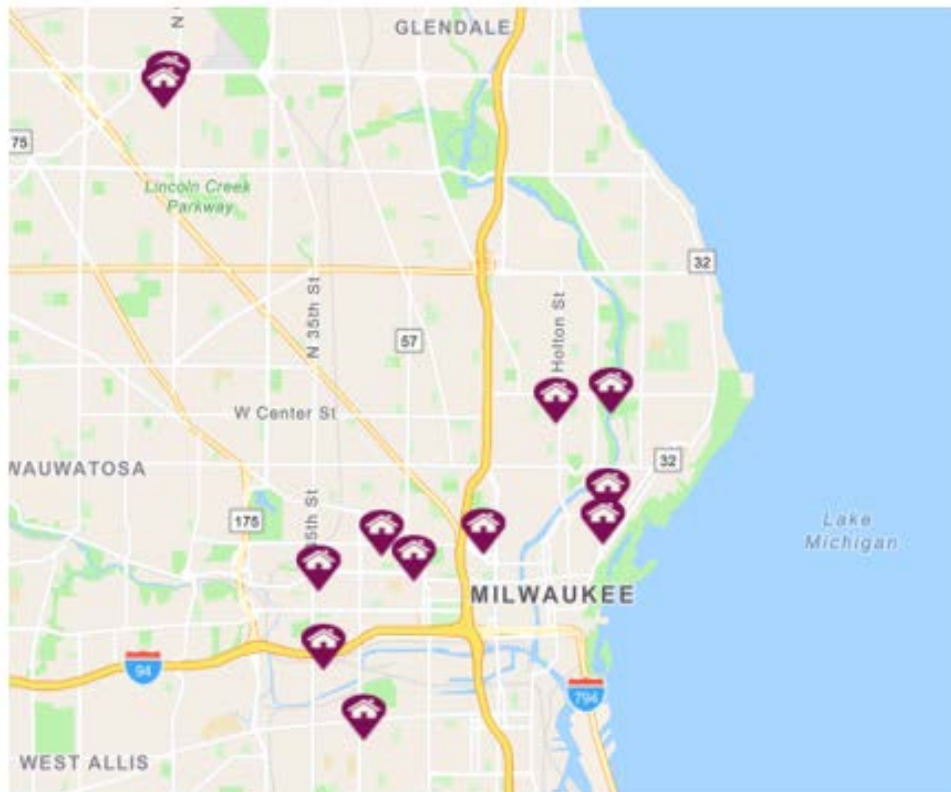 N
GLENDALE
75
Lincoln Creek
Parkway
32
N 35th St
Holton St
57
W Center St
32
WAUWATOSA
175
35th St
Lake
Michigan
MILWAUKEE
94
794
WEST ALLIS